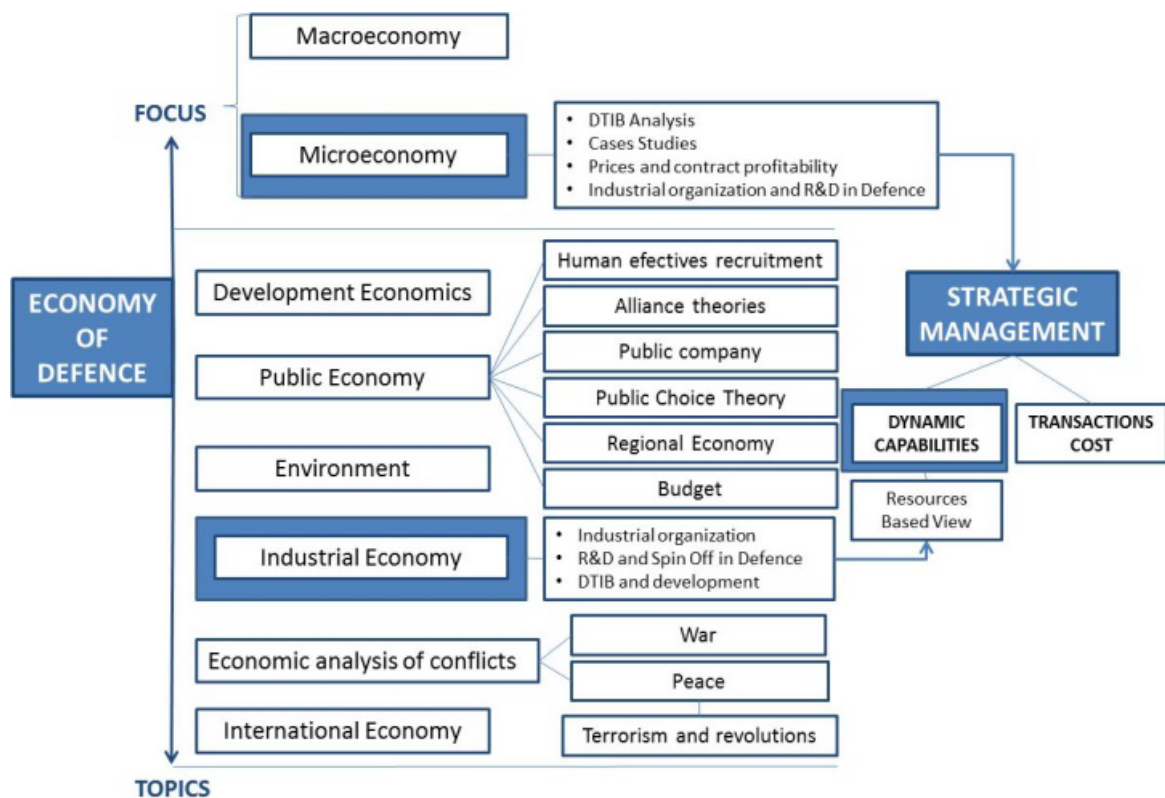 Macroeconomy
FOCUS
Microeconomy
• DTIB Analysis
• Cases Studies
• Prices and contract profitability
• Industrial organization and R&D in Defence
ECONOMY
OF
DEFENCE
Development Economics
Public Economy
Environment
Industrial Economy
Economic analysis of conflicts
International Economy
Human efectives recruitment
Alliance theories
Public company
Public Choice Theory
Regional Economy
Budget
• Industrial organization
• R&D and Spin Off in Defence
• DTIB and development
War
Peace
Terrorism and revolutions
STRATEGIC
MANAGEMENT
DYNAMIC
CAPABILITIES
TRANSACTIONS
COST
Resources
Based View
TOPICS